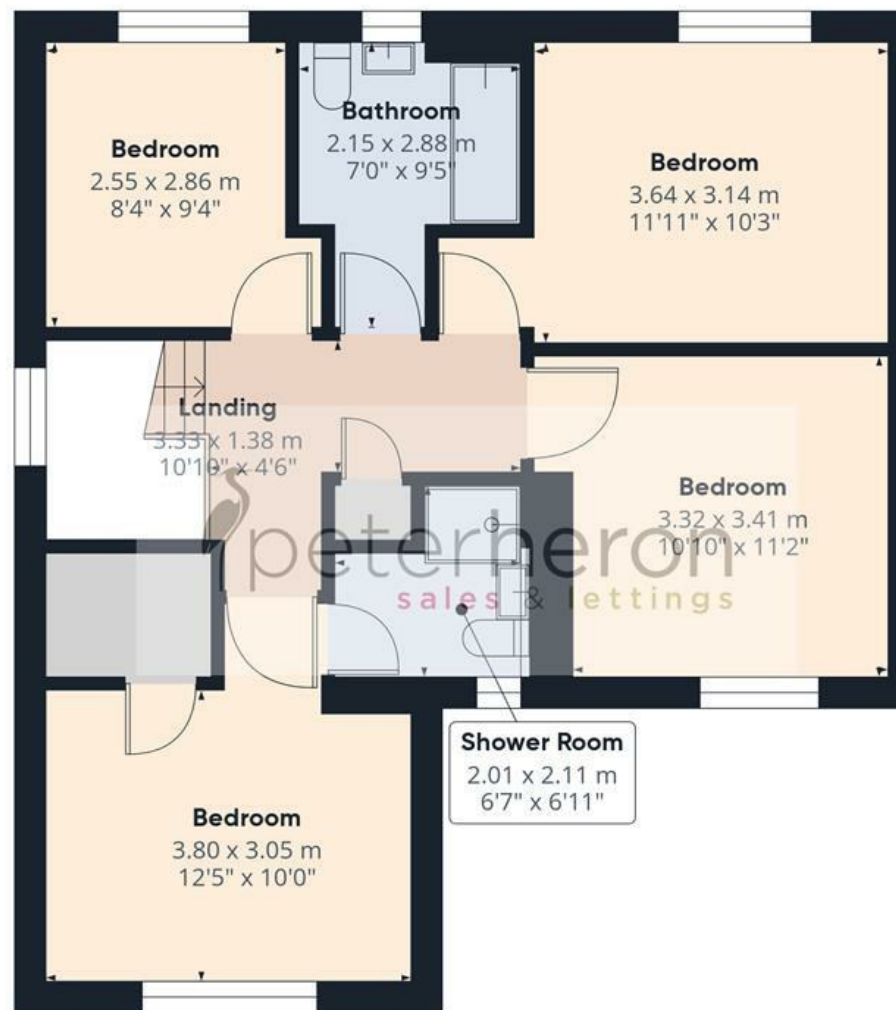 Bedroom
2.55 x 2.86 m
8'4" x 9'4"
Bathroom
2.15 x 2.88 m
7'0" x 9'5"
Bedroom
3.64 x 3.14 m
11'11" x 10'3"
Landing
3.33 x 1.38 m
10'10" x 4'6"
Bedroom
3.32 x 3.41 m
10'10" x 11'2"
peterheron
sales & lettings
Shower Room
2.01 x 2.11 m
6'7" x 6'11"
Bedroom
3.80 x 3.05 m
12'5" x 10'0"